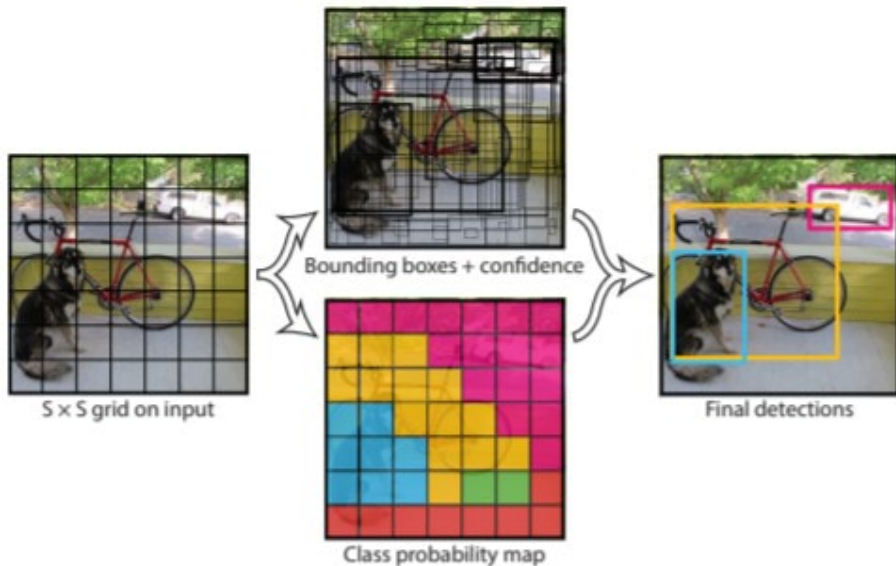 Bounding boxes + confidence
S × S grid on input
Final detections
Class probability map